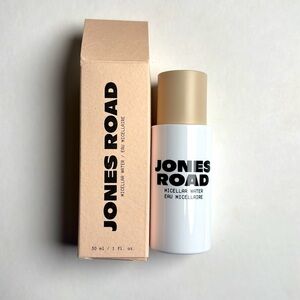 JONES ROAD
MICELLAR WATER / EAU MICELLAIRE
30 ml / 1 fl. oz.
JONES
ROAD
MICELLAR WATER
EAU MICELLAIRE